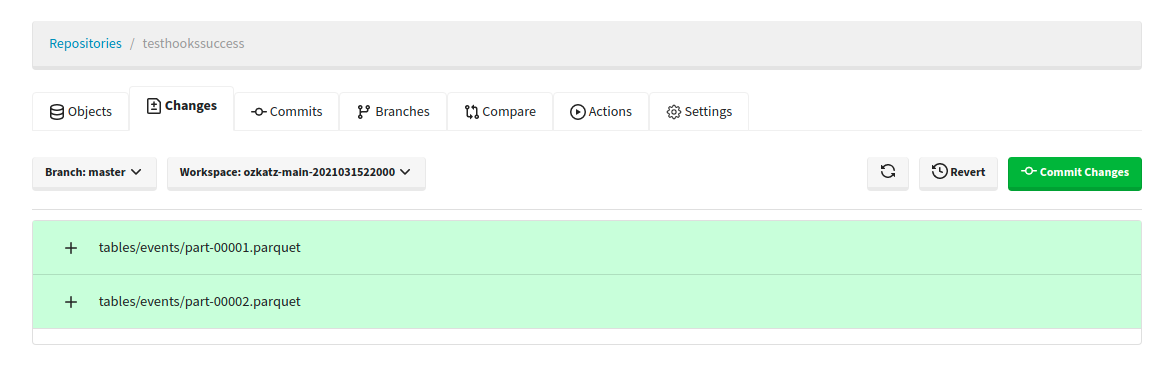 Repositories / testhookssuccess
Objects Changes Commits Branches Compare Actions Settings
Branch: master Workspace: ozkatz-main-2021031522000 Revert Commit Changes
+ tables/events/part-00001.parquet
+ tables/events/part-00002.parquet